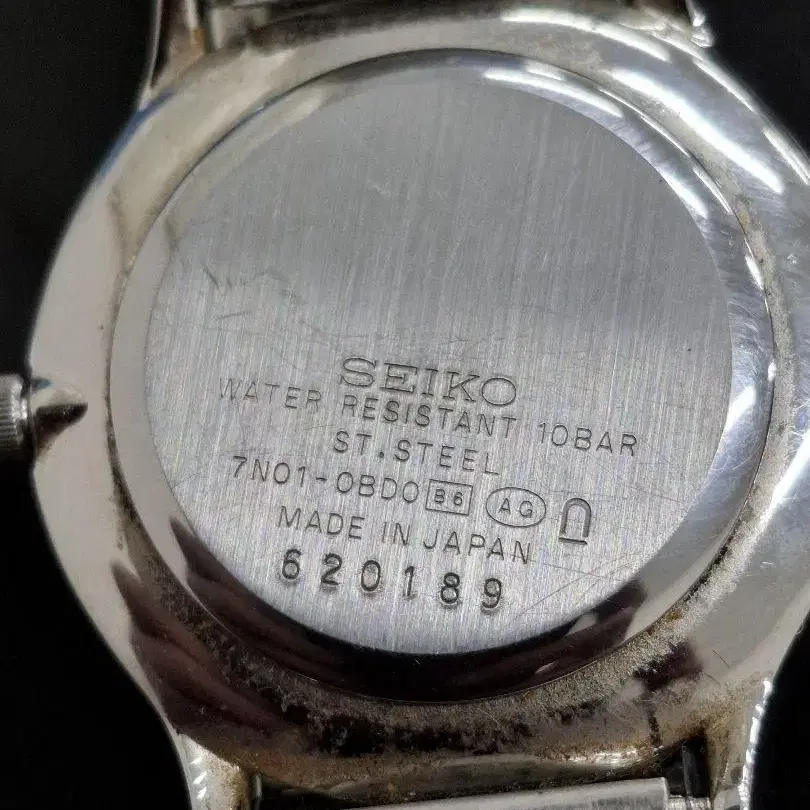 SEIKO
WATER RESISTANT 10BAR
ST.STEEL
7N01-0BD0 B6 AG
MADE IN JAPAN
620189